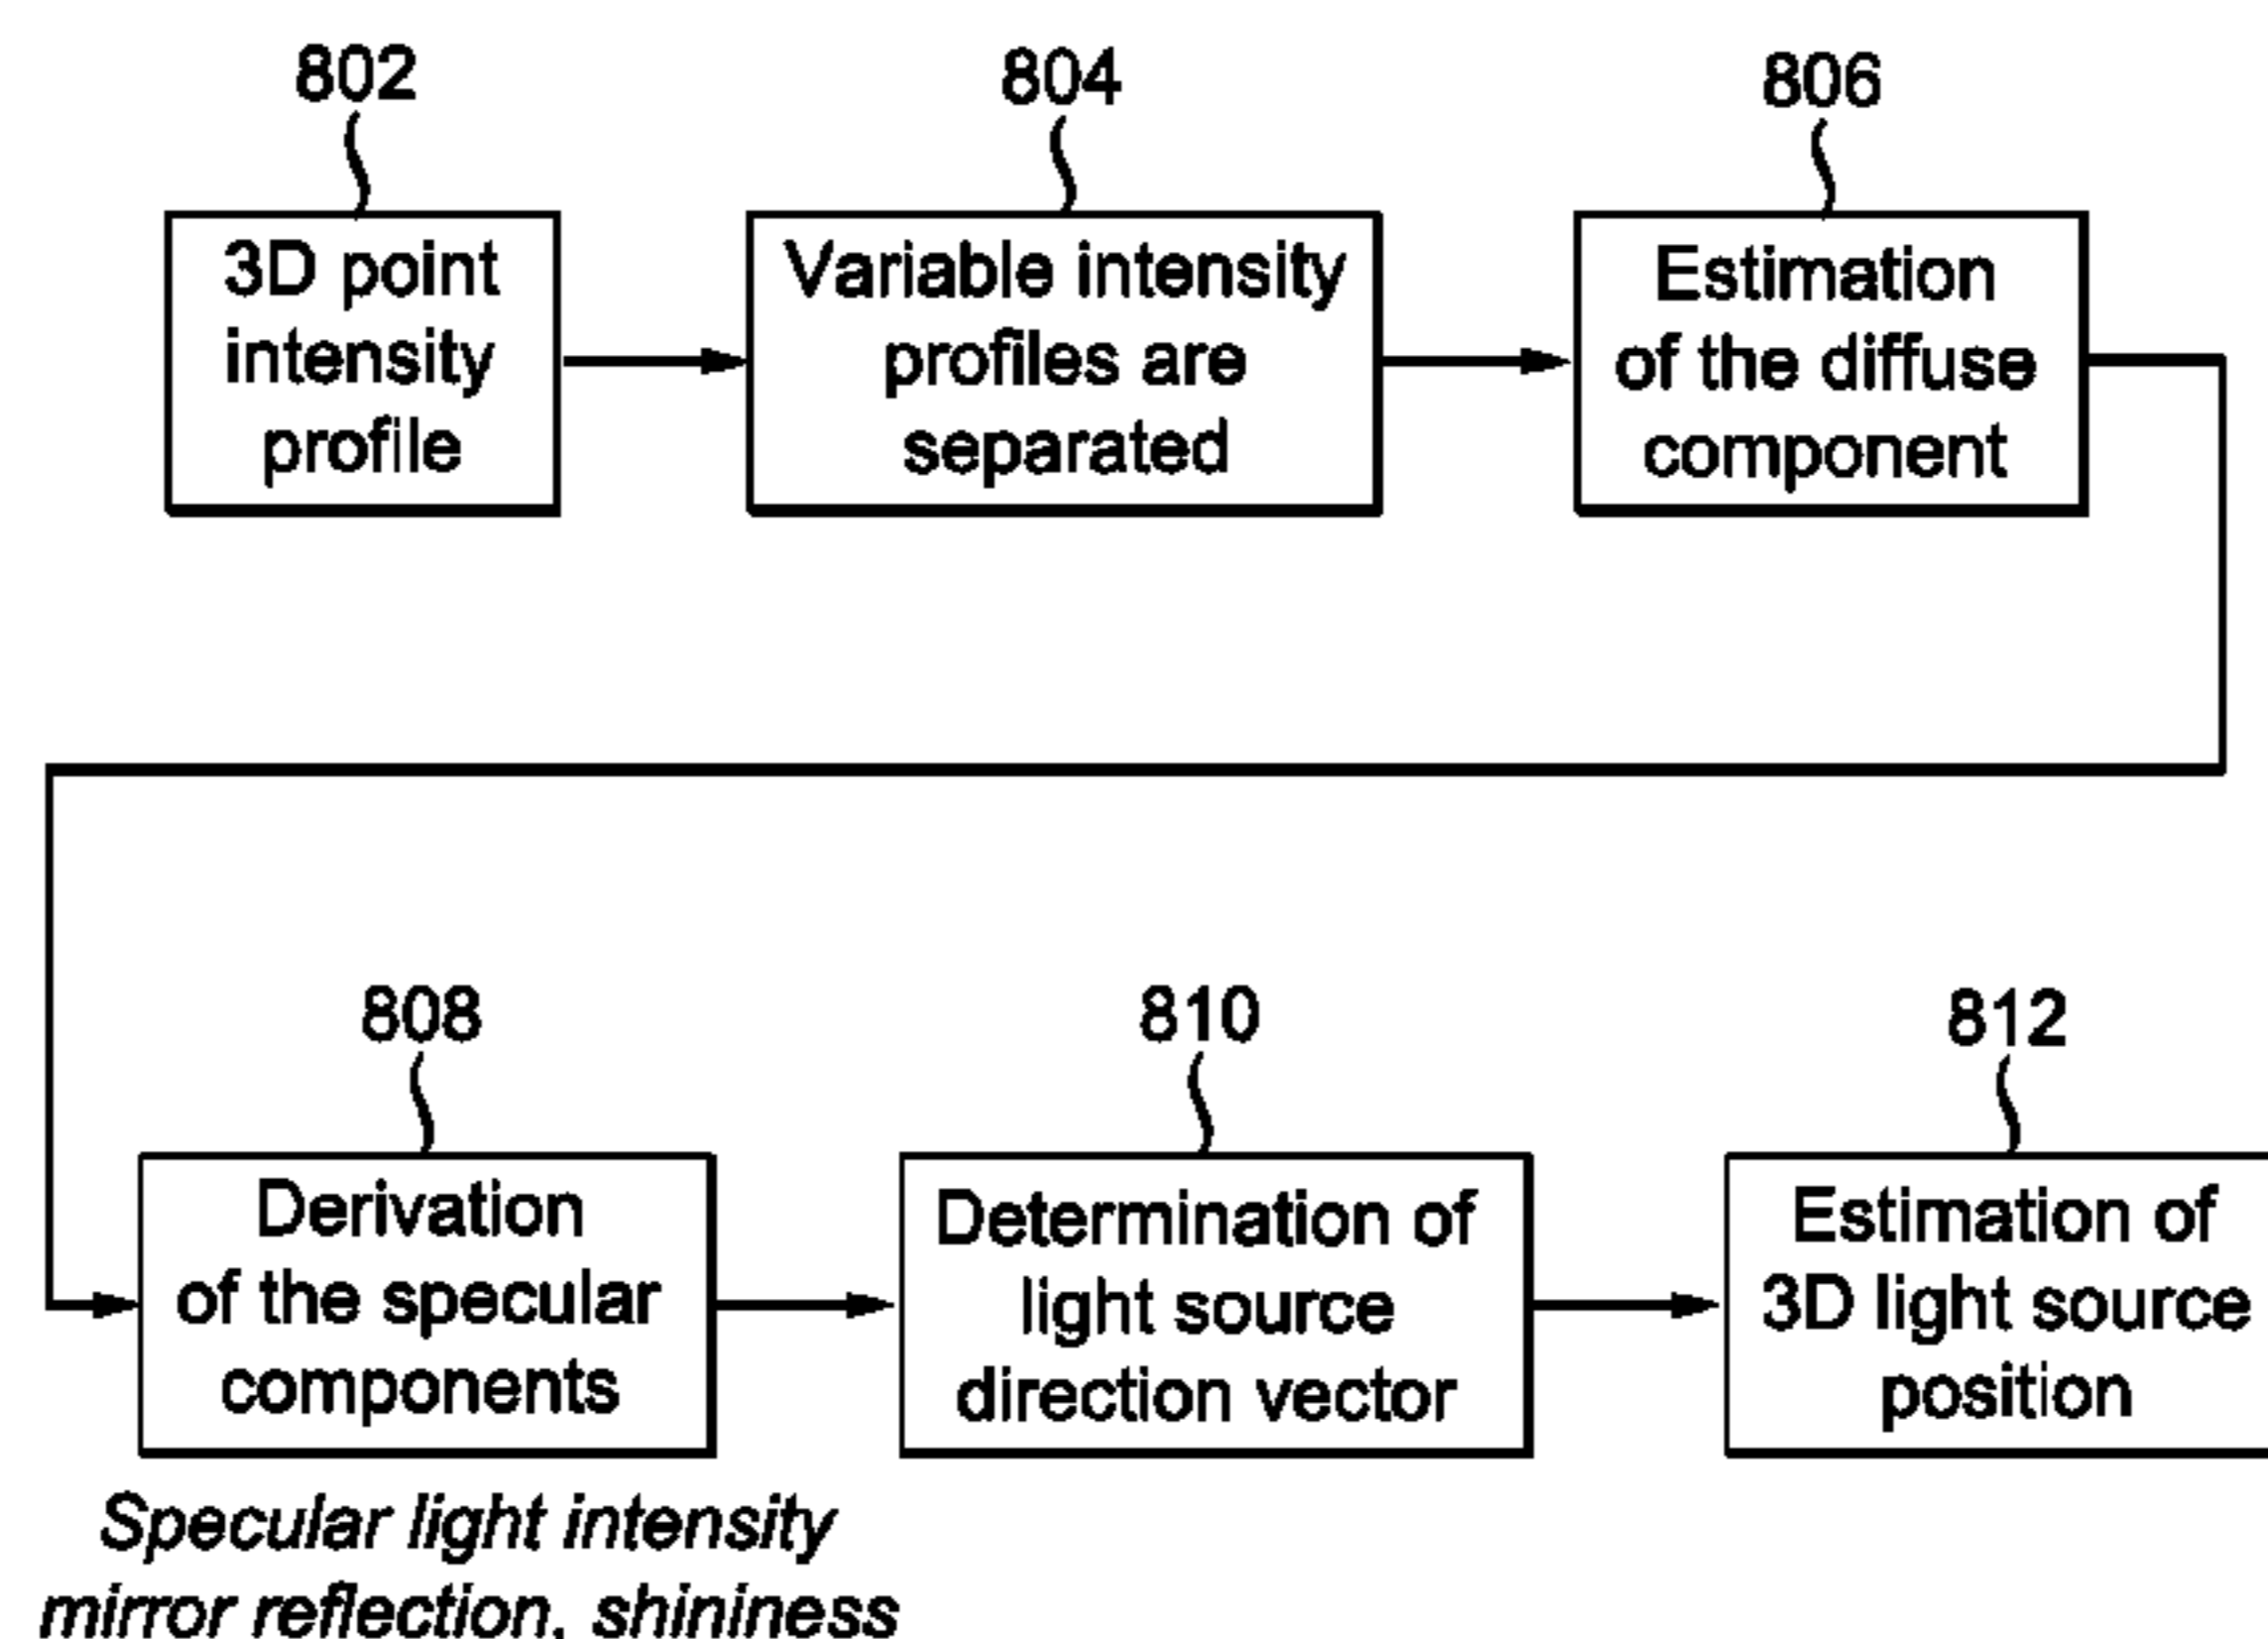 802
804
806
3D point
intensity
profile
Variable intensity
profiles are
separated
Estimation
of the diffuse
component
808
810
812
Derivation
of the specular
components
Determination of
light source
direction vector
Estimation of
3D light source
position
Specular light intensity
mirror reflection, shininess